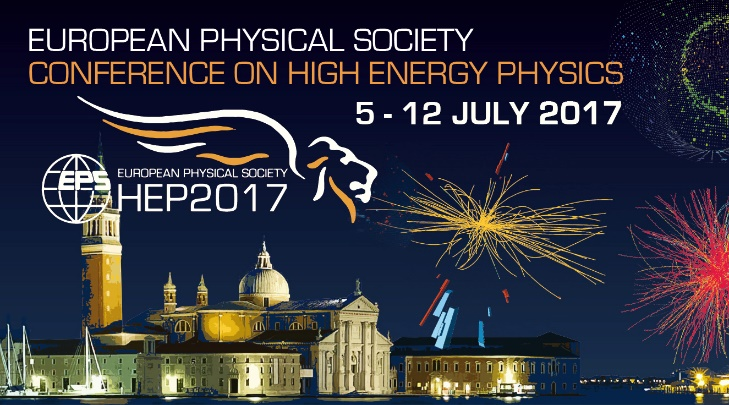 EUROPEAN PHYSICAL SOCIETY
CONFERENCE ON HIGH ENERGY PHYSICS
5 - 12 JULY 2017
EPS
EUROPEAN PHYSICAL SOCIETY
HEP2017